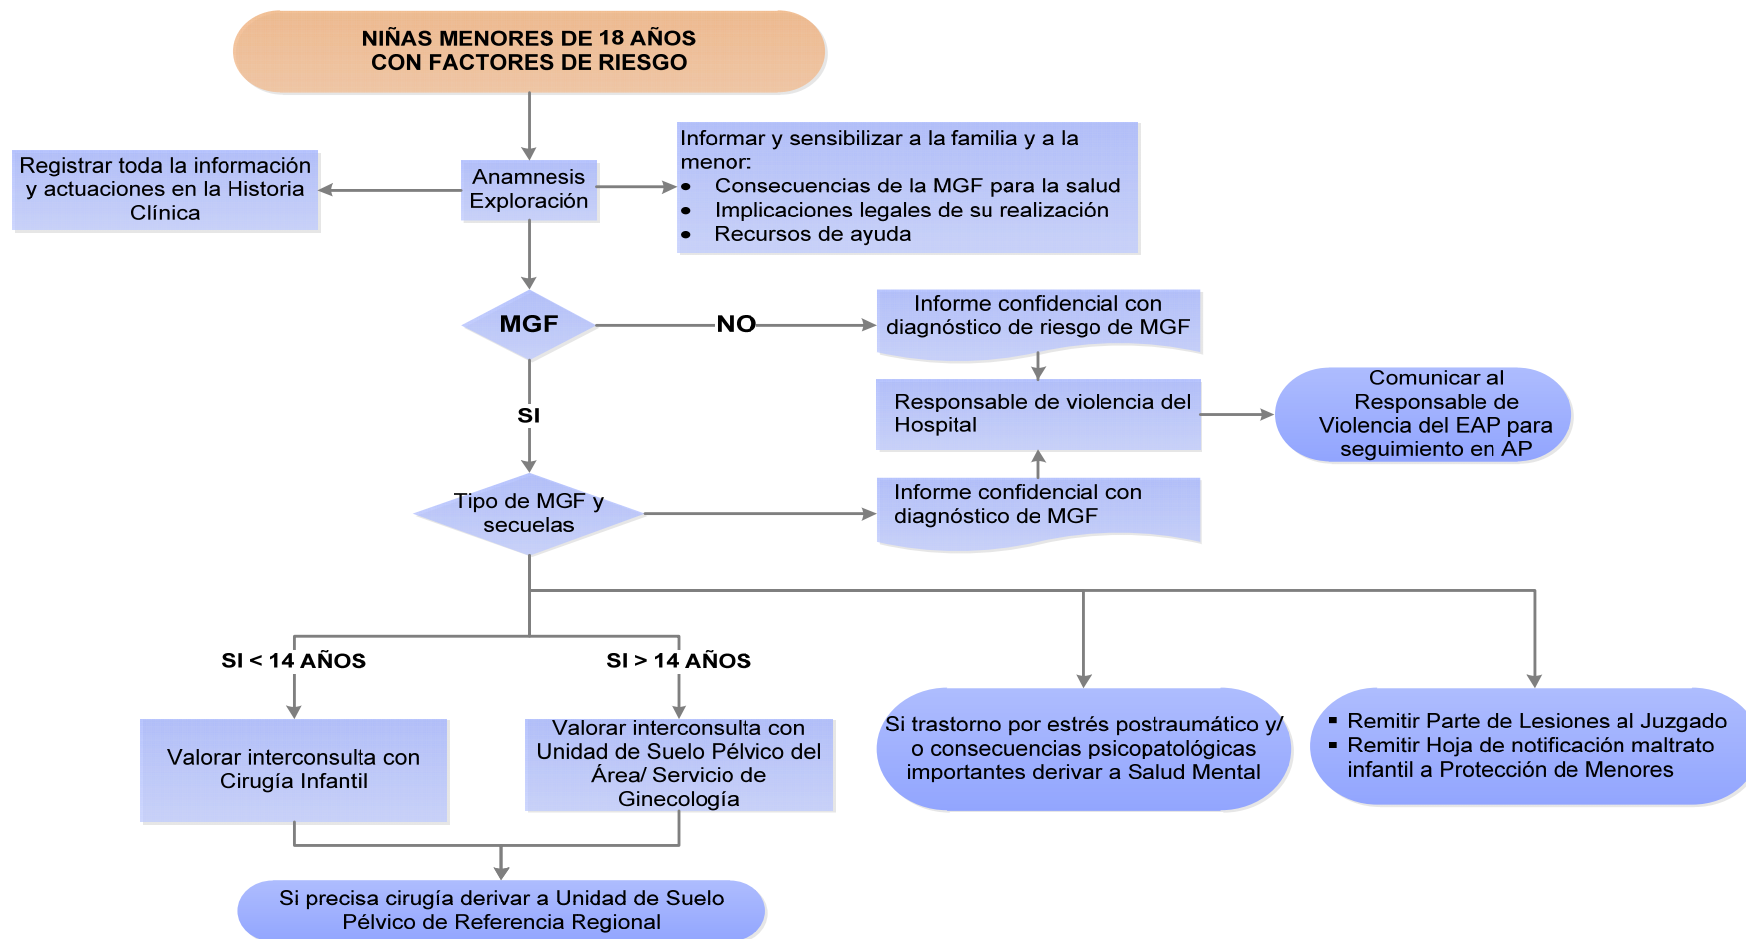 NIÑAS MENORES DE 18 AÑOS
CON FACTORES DE RIESGO
Registrar toda la información
y actuaciones en la Historia
Clínica
Anamnesis
Exploración
Informar y sensibilizar a la familia y a la
menor:
● Consecuencias de la MGF para la salud
● Implicaciones legales de su realización
● Recursos de ayuda
MGF
NO
Informe confidencial con
diagnóstico de riesgo de MGF
Responsable de violencia del
Hospital
Comunicar al
Responsable de
Violencia del EAP para
seguimiento en AP
SI
Tipo de MGF y
secuelas
Informe confidencial con
diagnóstico de MGF
SI < 14 AÑOS
SI > 14 AÑOS
Valorar interconsulta con
Cirugía Infantil
Valorar interconsulta con
Unidad de Suelo Pélvico del
Área/ Servicio de
Ginecología
Si trastorno por estrés postraumático y/
o consecuencias psicopatológicas
importantes derivar a Salud Mental
▪ Remitir Parte de Lesiones al Juzgado
▪ Remitir Hoja de notificación maltrato
infantil a Protección de Menores
Si precisa cirugía derivar a Unidad de Suelo
Pélvico de Referencia Regional